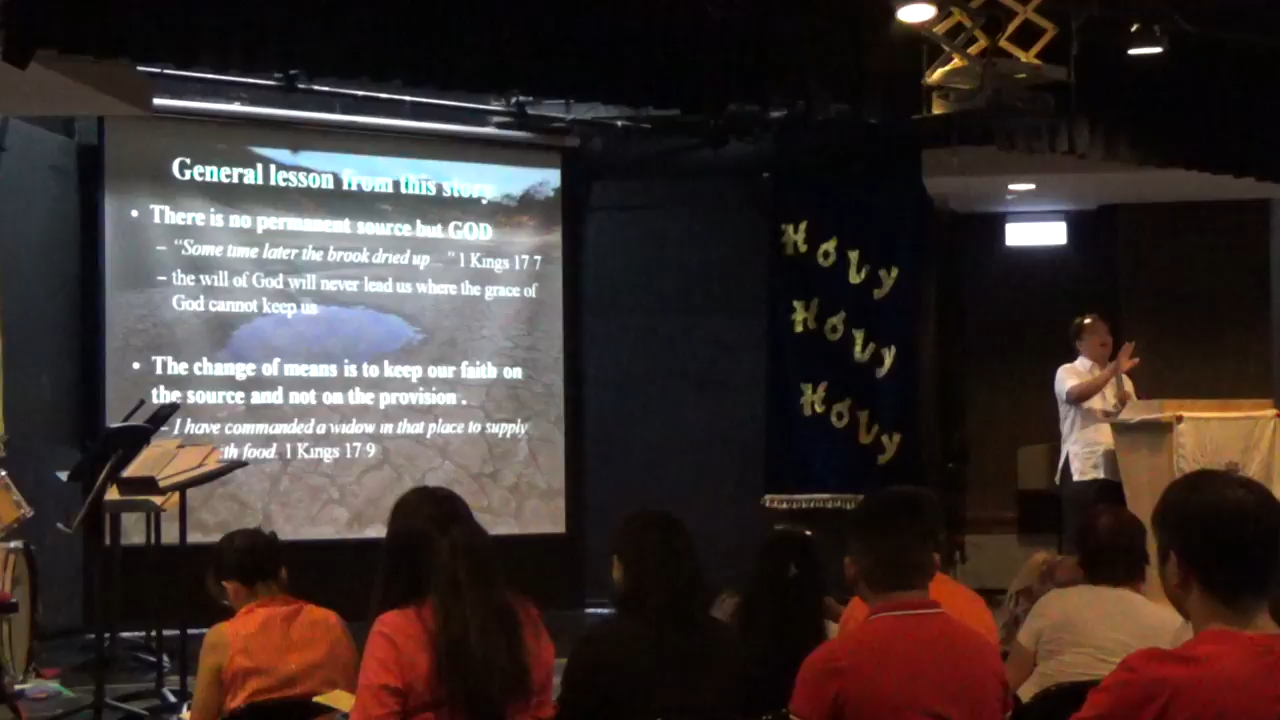 General lesson from this story
• There is no permanent source but GOD
– "Some time later the brook dried up..." 1 Kings 17 7
– the will of God will never lead us where the grace of
God cannot keep us
• The change of means is to keep our faith on
the source and not on the provision .
– I have commanded a widow in that place to supply
food. 1 Kings 17 9
Holy
Holy
Holy